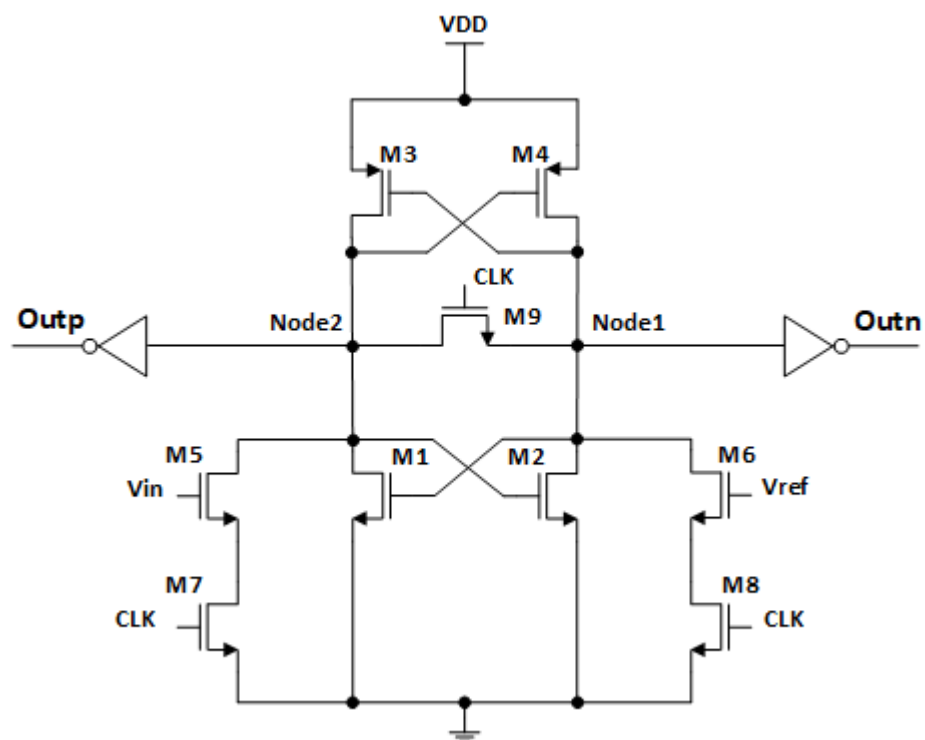 VDD
M3
M4
CLK
Outp
Node2
M9
Node1
Outn
M5
M1
M2
M6
Vin
Vref
M7
M8
CLK
CLK